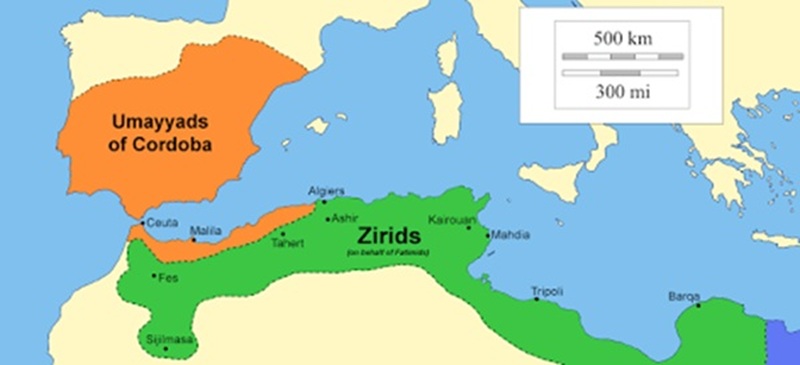 500 km
300 mi
Umayyads
of Cordoba
Algiers
Ceuta
Ashir
Kairouan
Malila
Zirids
Mahdia
Tahert
(on behalf of Fatimids)
Fes
Tripoli
Barqa
Sijilmasa